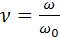 ν = ω/ω₀